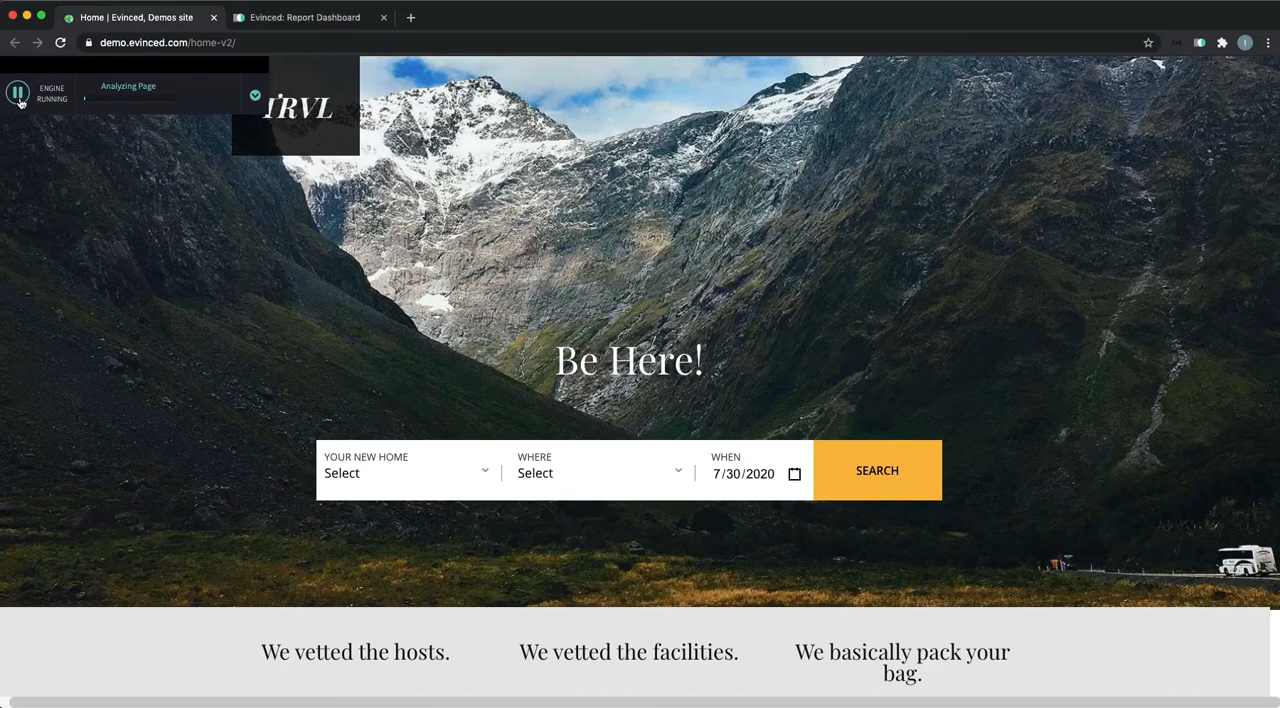 Home | Evinced, Demos site
Evinced: Report Dashboard
demo.evinced.com/home-v2/
ENGINE
RUNNING
Analyzing Page
TRVL
Be Here!
YOUR NEW HOME
Select
WHERE
Select
WHEN
7/30/2020
SEARCH
We vetted the hosts.
We vetted the facilities.
We basically pack your
bag.